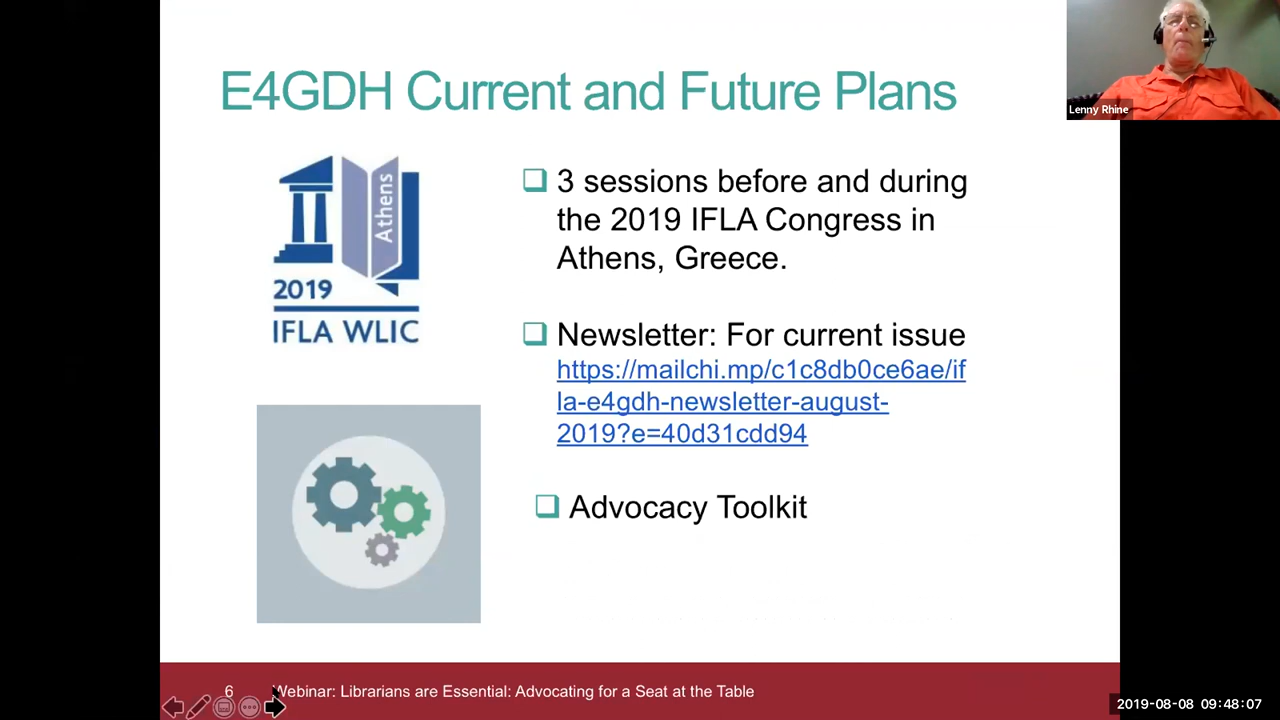 E4GDH Current and Future Plans
Lenny Rhine
Athens
2019
IFLA WLIC
3 sessions before and during
the 2019 IFLA Congress in
Athens, Greece.
Newsletter: For current issue
https://mailchi.mp/c1c8db0ce6ae/if
la-e4gdh-newsletter-august-
2019?e=40d31cdd94
Advocacy Toolkit
6
Webinar: Librarians are Essential: Advocating for a Seat at the Table
2019-08-08 09:48:07